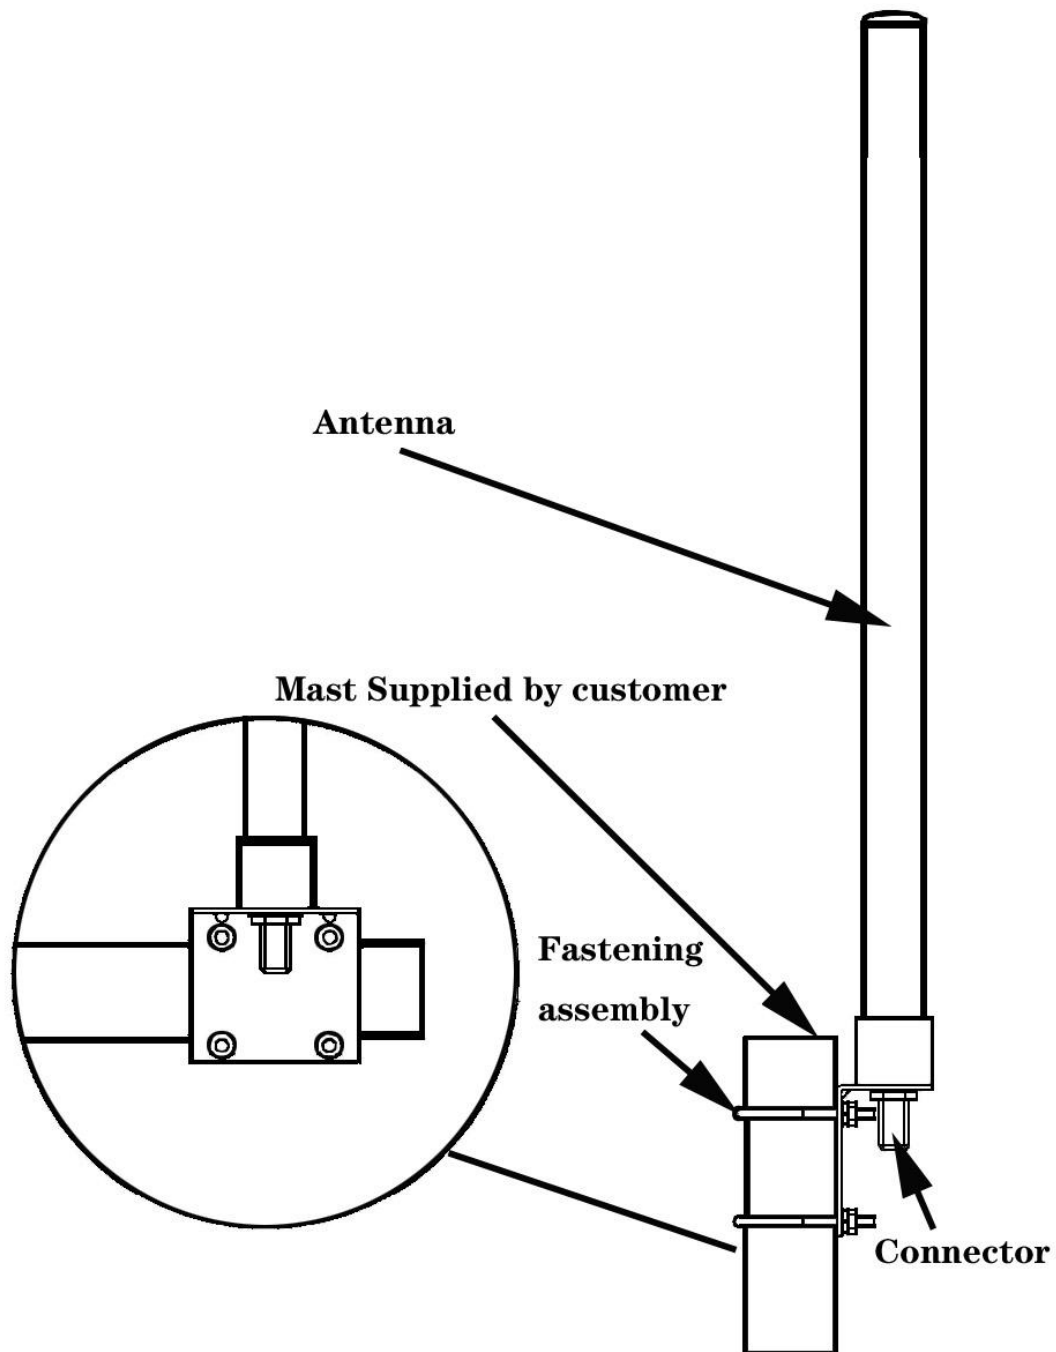 Antenna
Mast Supplied by customer
Fastening
assembly
Connector